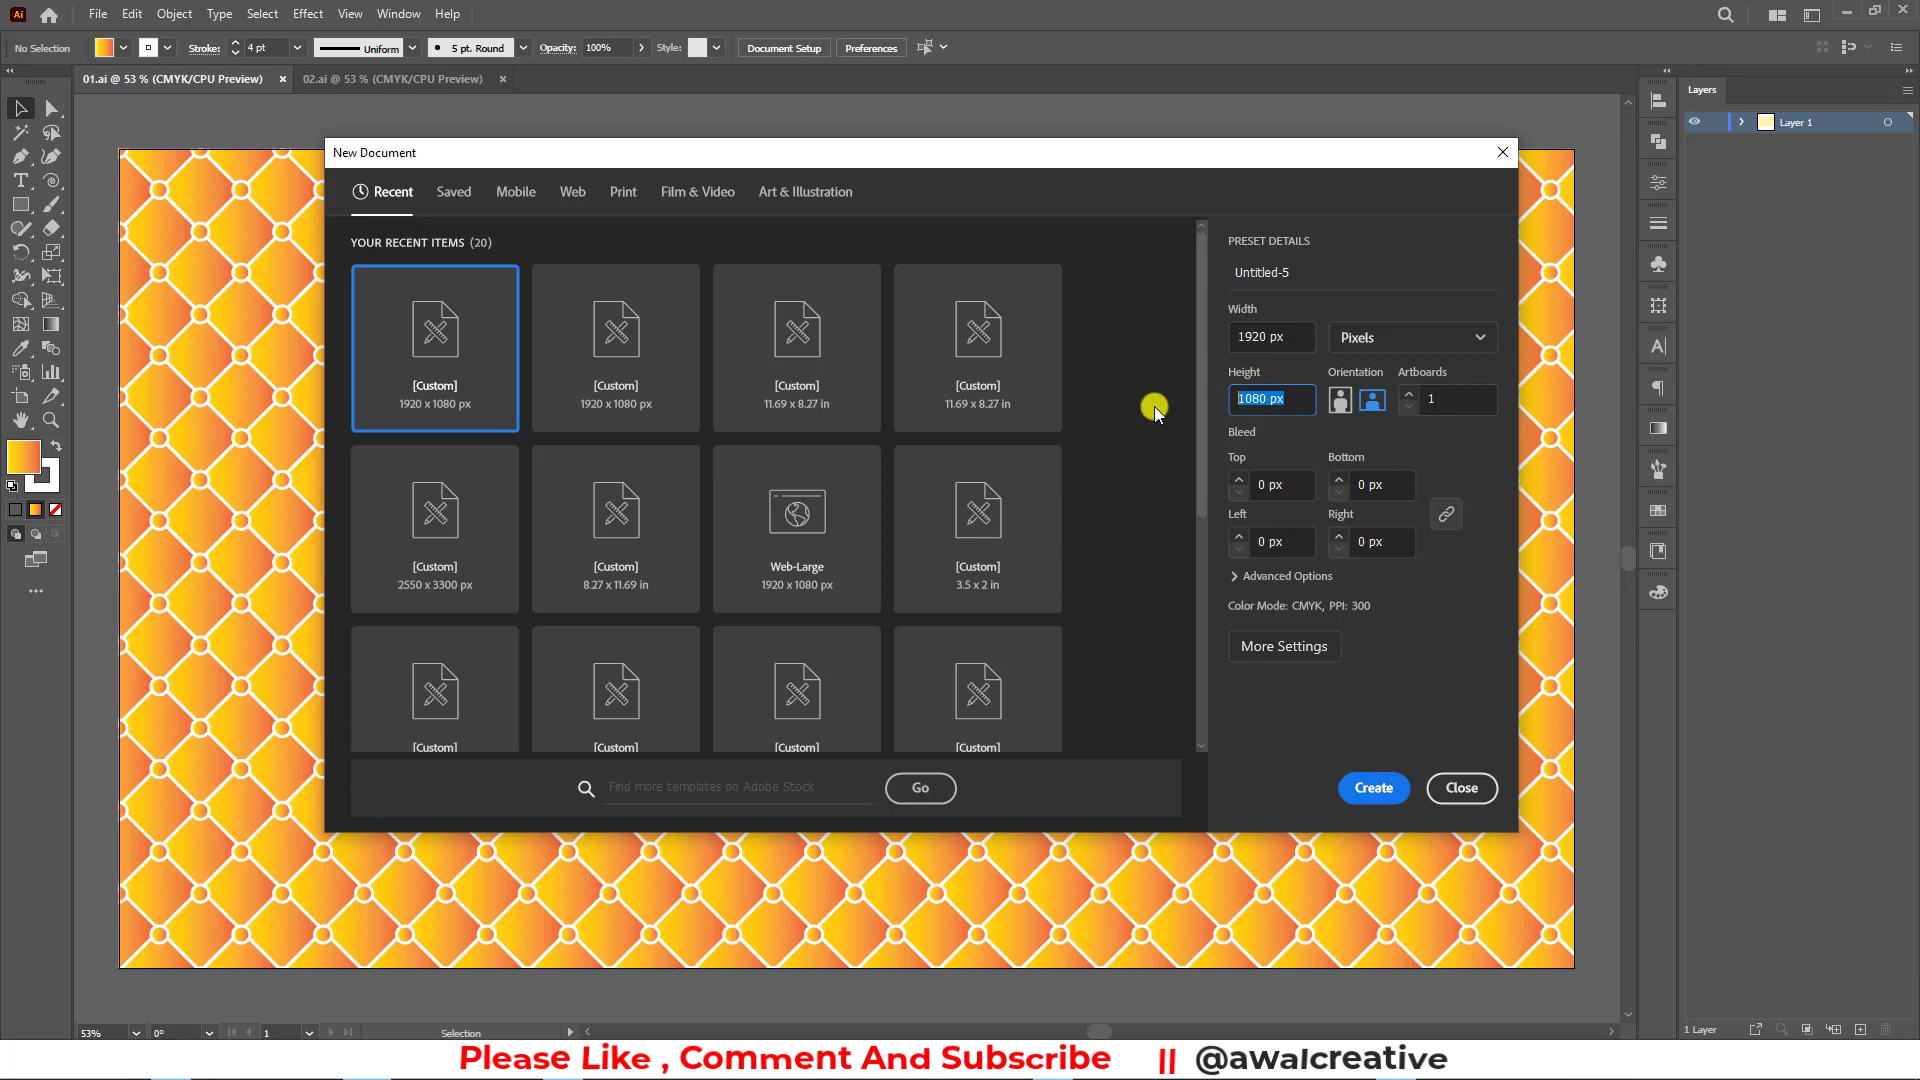 Ai File Edit Object Type Select Effect View Window Help
No Selection Stroke: 4 pt Uniform 5 pt. Round Opacity: 100% Style: Document Setup Preferences
01.ai @ 53 % (CMYK/CPU Preview) × 02.ai @ 53 % (CMYK/CPU Preview) ×
Layers
Layer 1
New Document
Recent Saved Mobile Web Print Film & Video Art & Illustration
YOUR RECENT ITEMS (20)
[Custom] [Custom] [Custom] [Custom]
1920 x 1080 px 1920 x 1080 px 11.69 x 8.27 in 11.69 x 8.27 in
[Custom] [Custom] Web-Large [Custom]
2550 x 3300 px 8.27 x 11.69 in 1920 x 1080 px 3.5 x 2 in
[Custom] [Custom] [Custom] [Custom]
Find more templates on Adobe Stock Go
PRESET DETAILS
Untitled-5
Width
1920 px Pixels
Height Orientation Artboards
1080 px 1
Bleed
Top Bottom
0 px 0 px
Left Right
0 px 0 px
Advanced Options
Color Mode: CMYK, PPI: 300
More Settings
Create Close
53% 0° 1 Selection
1 Layer
Please Like , Comment And Subscribe || @awalcreative